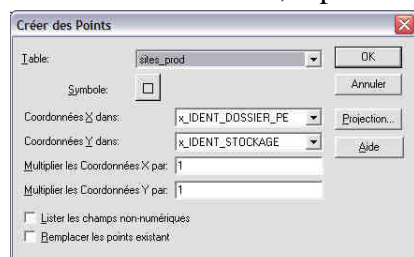 Créer des Points
Table: sites_prod OK
Symbole: Annuler
Coordonnées X dans: x_IDENT_DOSSIER_PE Projection...
Coordonnées Y dans: x_IDENT_STOCKAGE Aide
Multiplier les Coordonnées X par: 1
Multiplier les Coordonnées Y par: 1
Lister les champs non-numériques
Remplacer les points existant